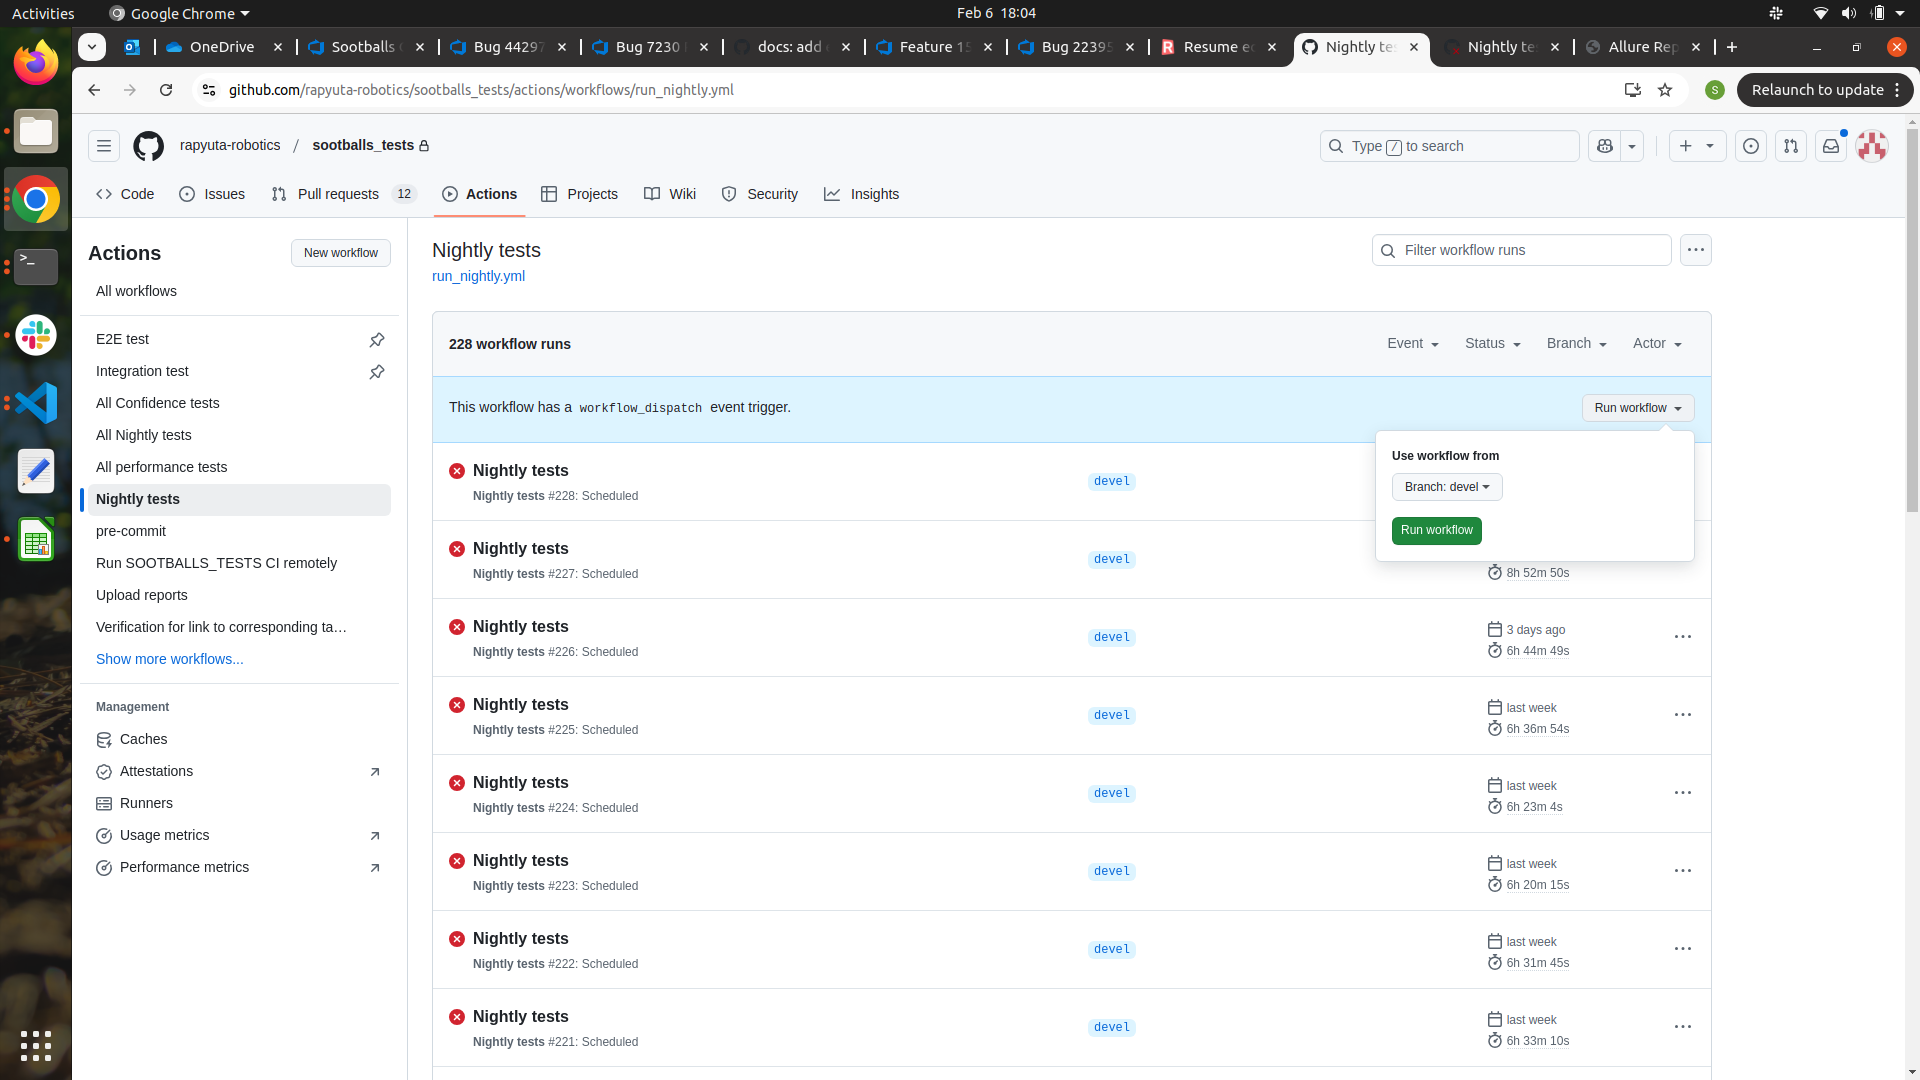 Activities
Google Chrome
Feb 6 18:04
OneDrive
Sootballs
Bug 44297
Bug 7230
docs: add
Feature 15
Bug 22395
Resume
Nightly te
Nightly te
Allure Rep
github.com/rapyuta-robotics/sootballs_tests/actions/workflows/run_nightly.yml
S
Relaunch to update
rapyuta-robotics / sootballs_tests
Type / to search
Code
Issues
Pull requests 12
Actions
Projects
Wiki
Security
Insights
Actions
New workflow
All workflows
E2E test
Integration test
All Confidence tests
All Nightly tests
All performance tests
Nightly tests
pre-commit
Run SOOTBALLS_TESTS CI remotely
Upload reports
Verification for link to corresponding ta…
Show more workflows...
Management
Caches
Attestations
Runners
Usage metrics
Performance metrics
Nightly tests
run_nightly.yml
Filter workflow runs
228 workflow runs
Event
Status
Branch
Actor
This workflow has a workflow_dispatch event trigger.
Run workflow
Use workflow from
Branch: devel
Run workflow
Nightly tests
Nightly tests #228: Scheduled
devel
Nightly tests
Nightly tests #227: Scheduled
devel
8h 52m 50s
Nightly tests
Nightly tests #226: Scheduled
devel
3 days ago
6h 44m 49s
Nightly tests
Nightly tests #225: Scheduled
devel
last week
6h 36m 54s
Nightly tests
Nightly tests #224: Scheduled
devel
last week
6h 23m 4s
Nightly tests
Nightly tests #223: Scheduled
devel
last week
6h 20m 15s
Nightly tests
Nightly tests #222: Scheduled
devel
last week
6h 31m 45s
Nightly tests
Nightly tests #221: Scheduled
devel
last week
6h 33m 10s